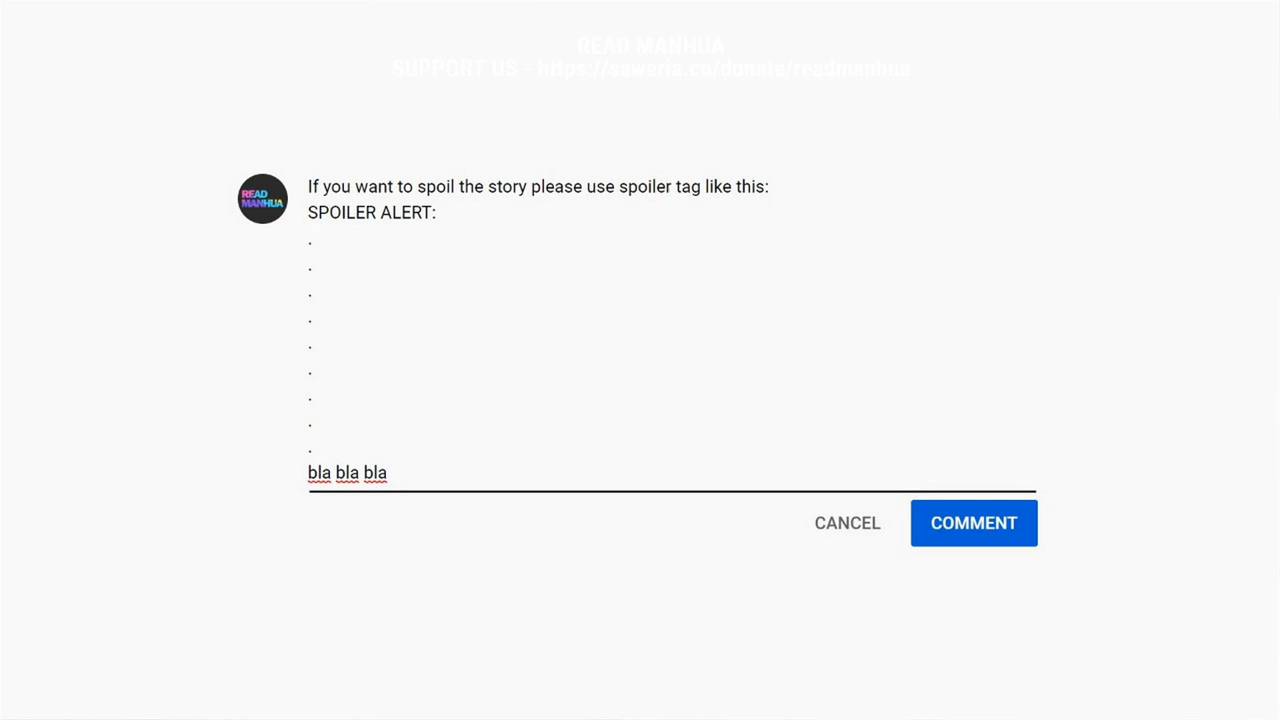 READ MANHUA
SUPPORT US - https://saweria.co/donate/readmanhua
READ
MANHUA
If you want to spoil the story please use spoiler tag like this:
SPOILER ALERT:
.
.
.
.
.
.
.
.
.
bla bla bla
CANCEL
COMMENT